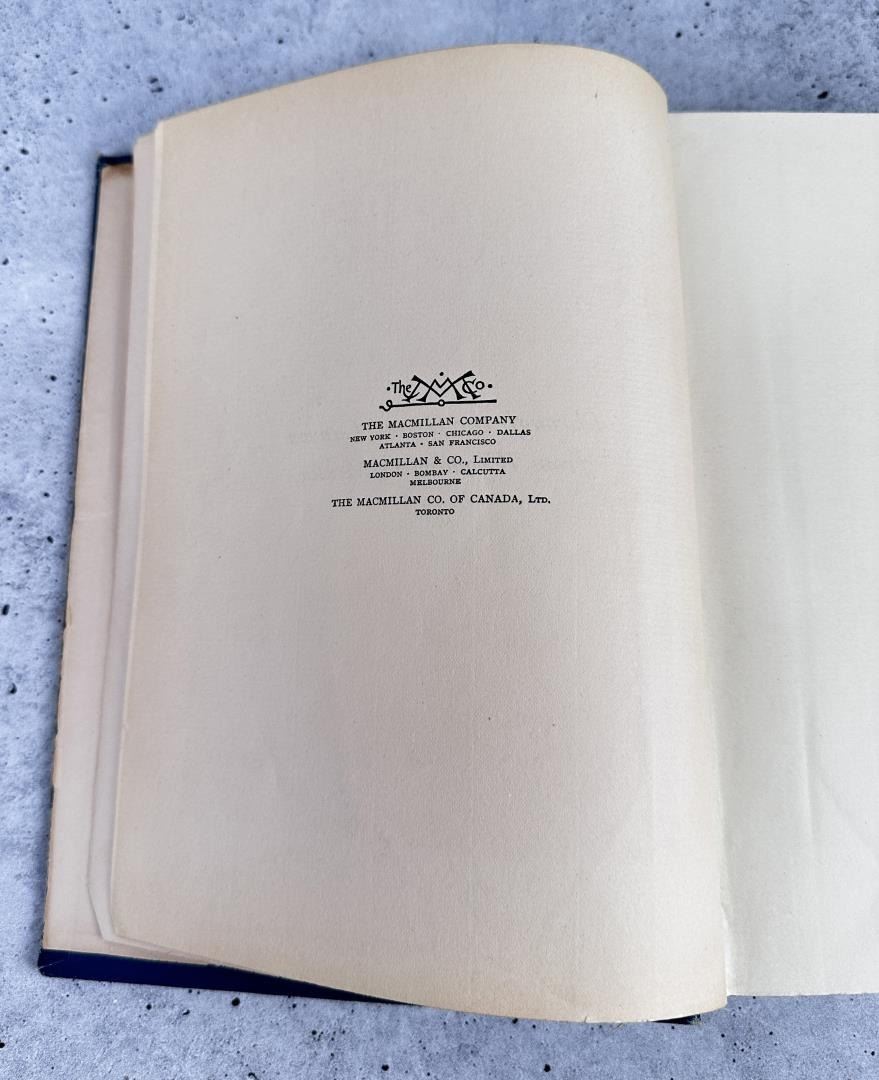 ·The MCo·
THE MACMILLAN COMPANY
NEW YORK · BOSTON · CHICAGO · DALLAS
ATLANTA · SAN FRANCISCO
MACMILLAN & CO., LIMITED
LONDON · BOMBAY · CALCUTTA
MELBOURNE
THE MACMILLAN CO. OF CANADA, LTD.
TORONTO